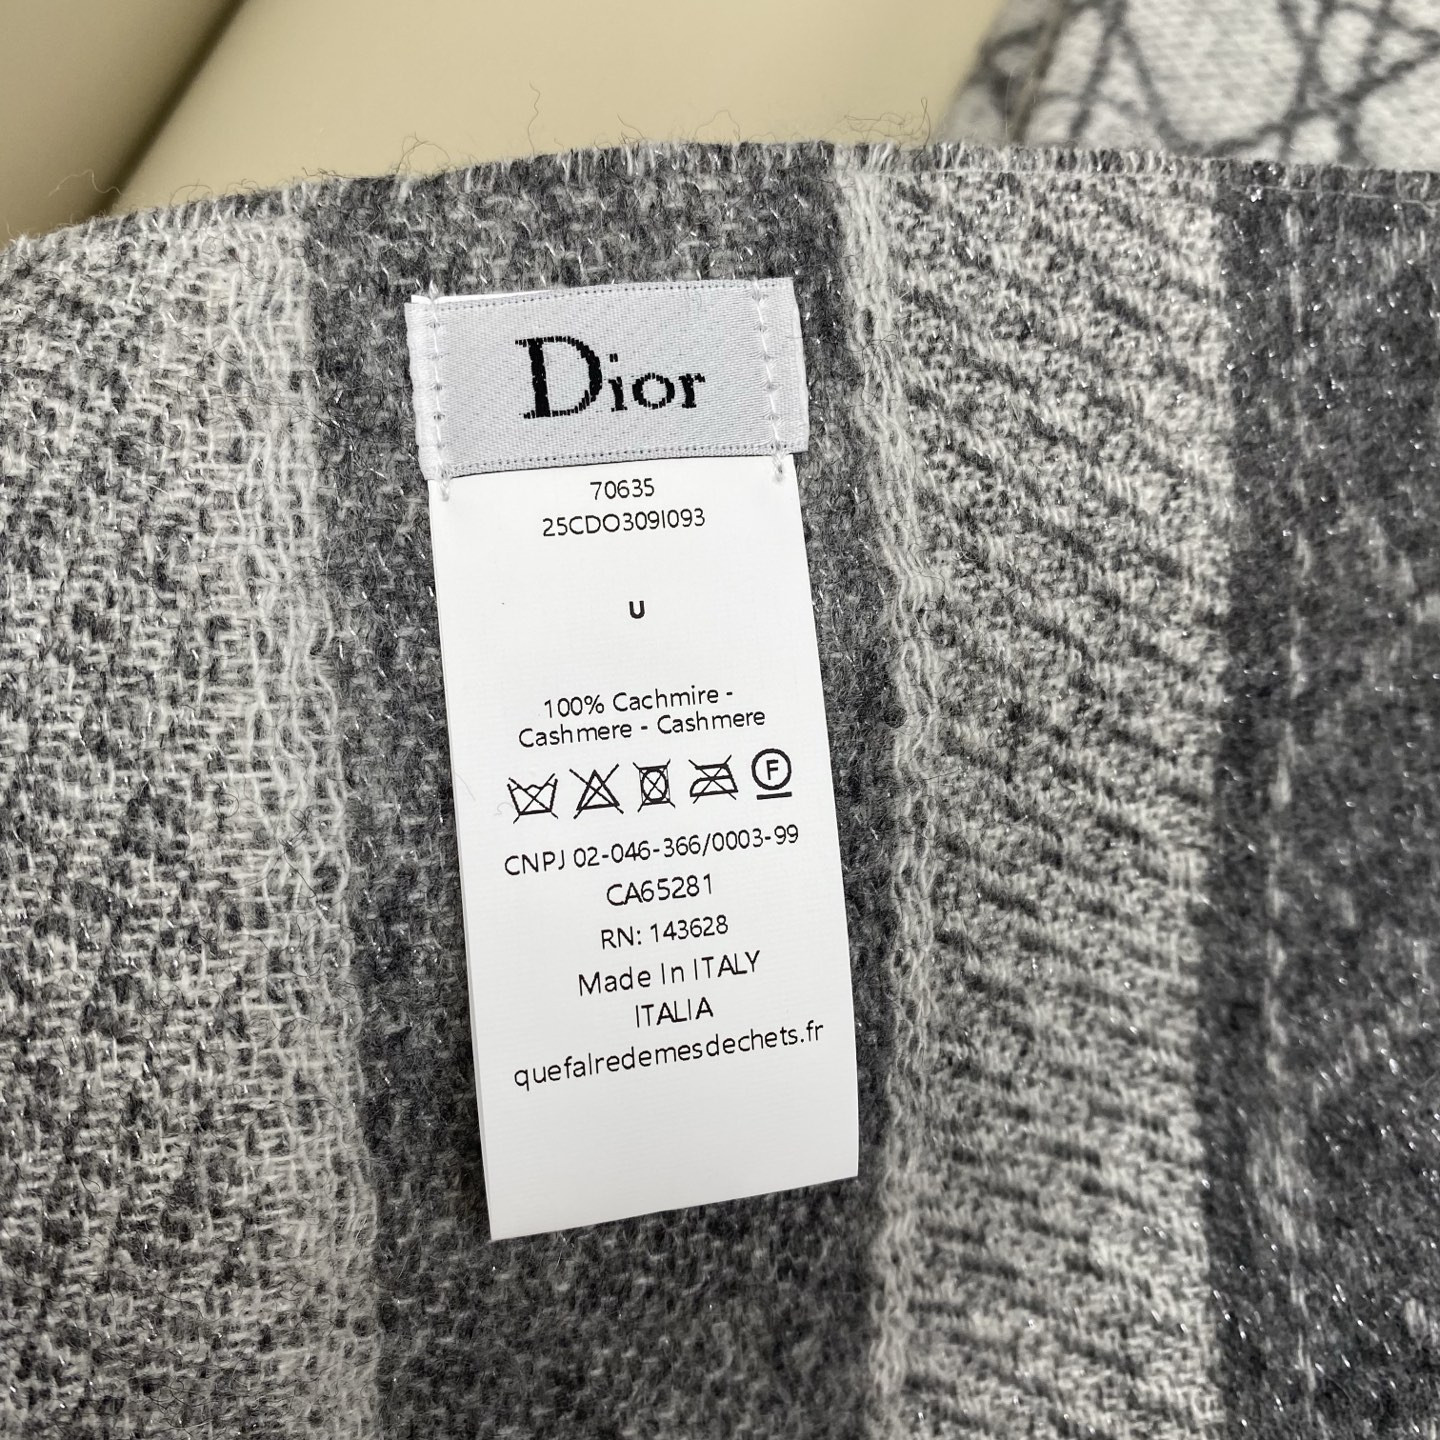 Dior
70635
25CDO309I093
U
100% Cachmire -
Cashmere - Cashmere
F
CNPJ 02-046-366/0003-99
CA65281
RN: 143628
Made In ITALY
ITALIA
quefalredemesdechets.fr